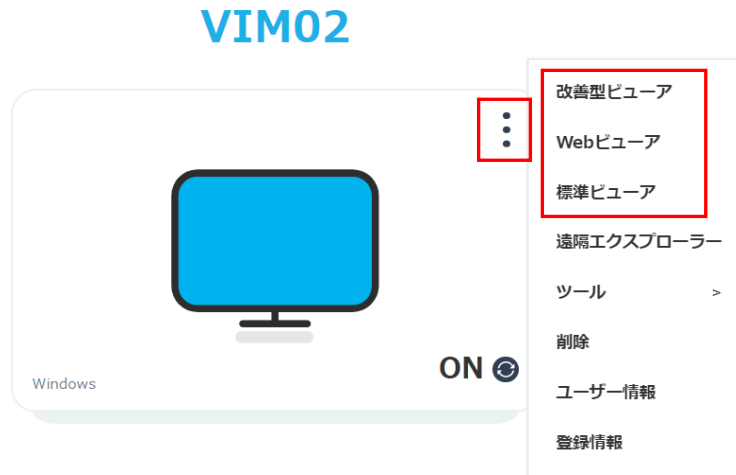 VIM02
改善型ビューア
Webビューア
標準ビューア
遠隔エクスプローラー
ツール >
削除
ユーザー情報
登録情報
ON
Windows